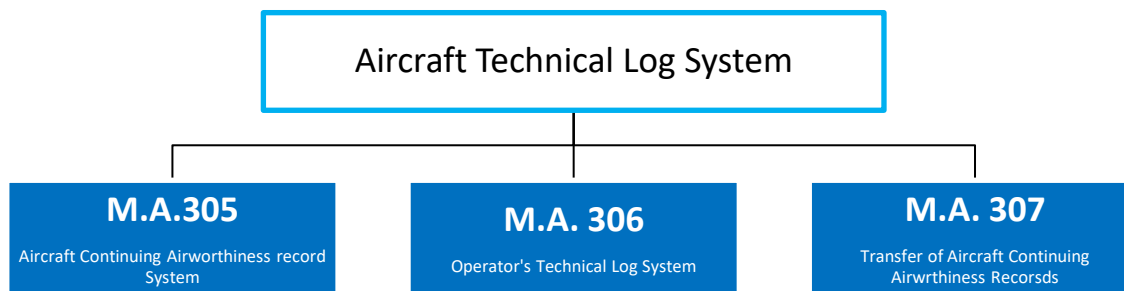 Aircraft Technical Log System
M.A.305
Aircraft Continuing Airworthiness record
System
M.A. 306
Operator's Technical Log System
M.A. 307
Transfer of Aircraft Continuing
Airwrthiness Recorsds